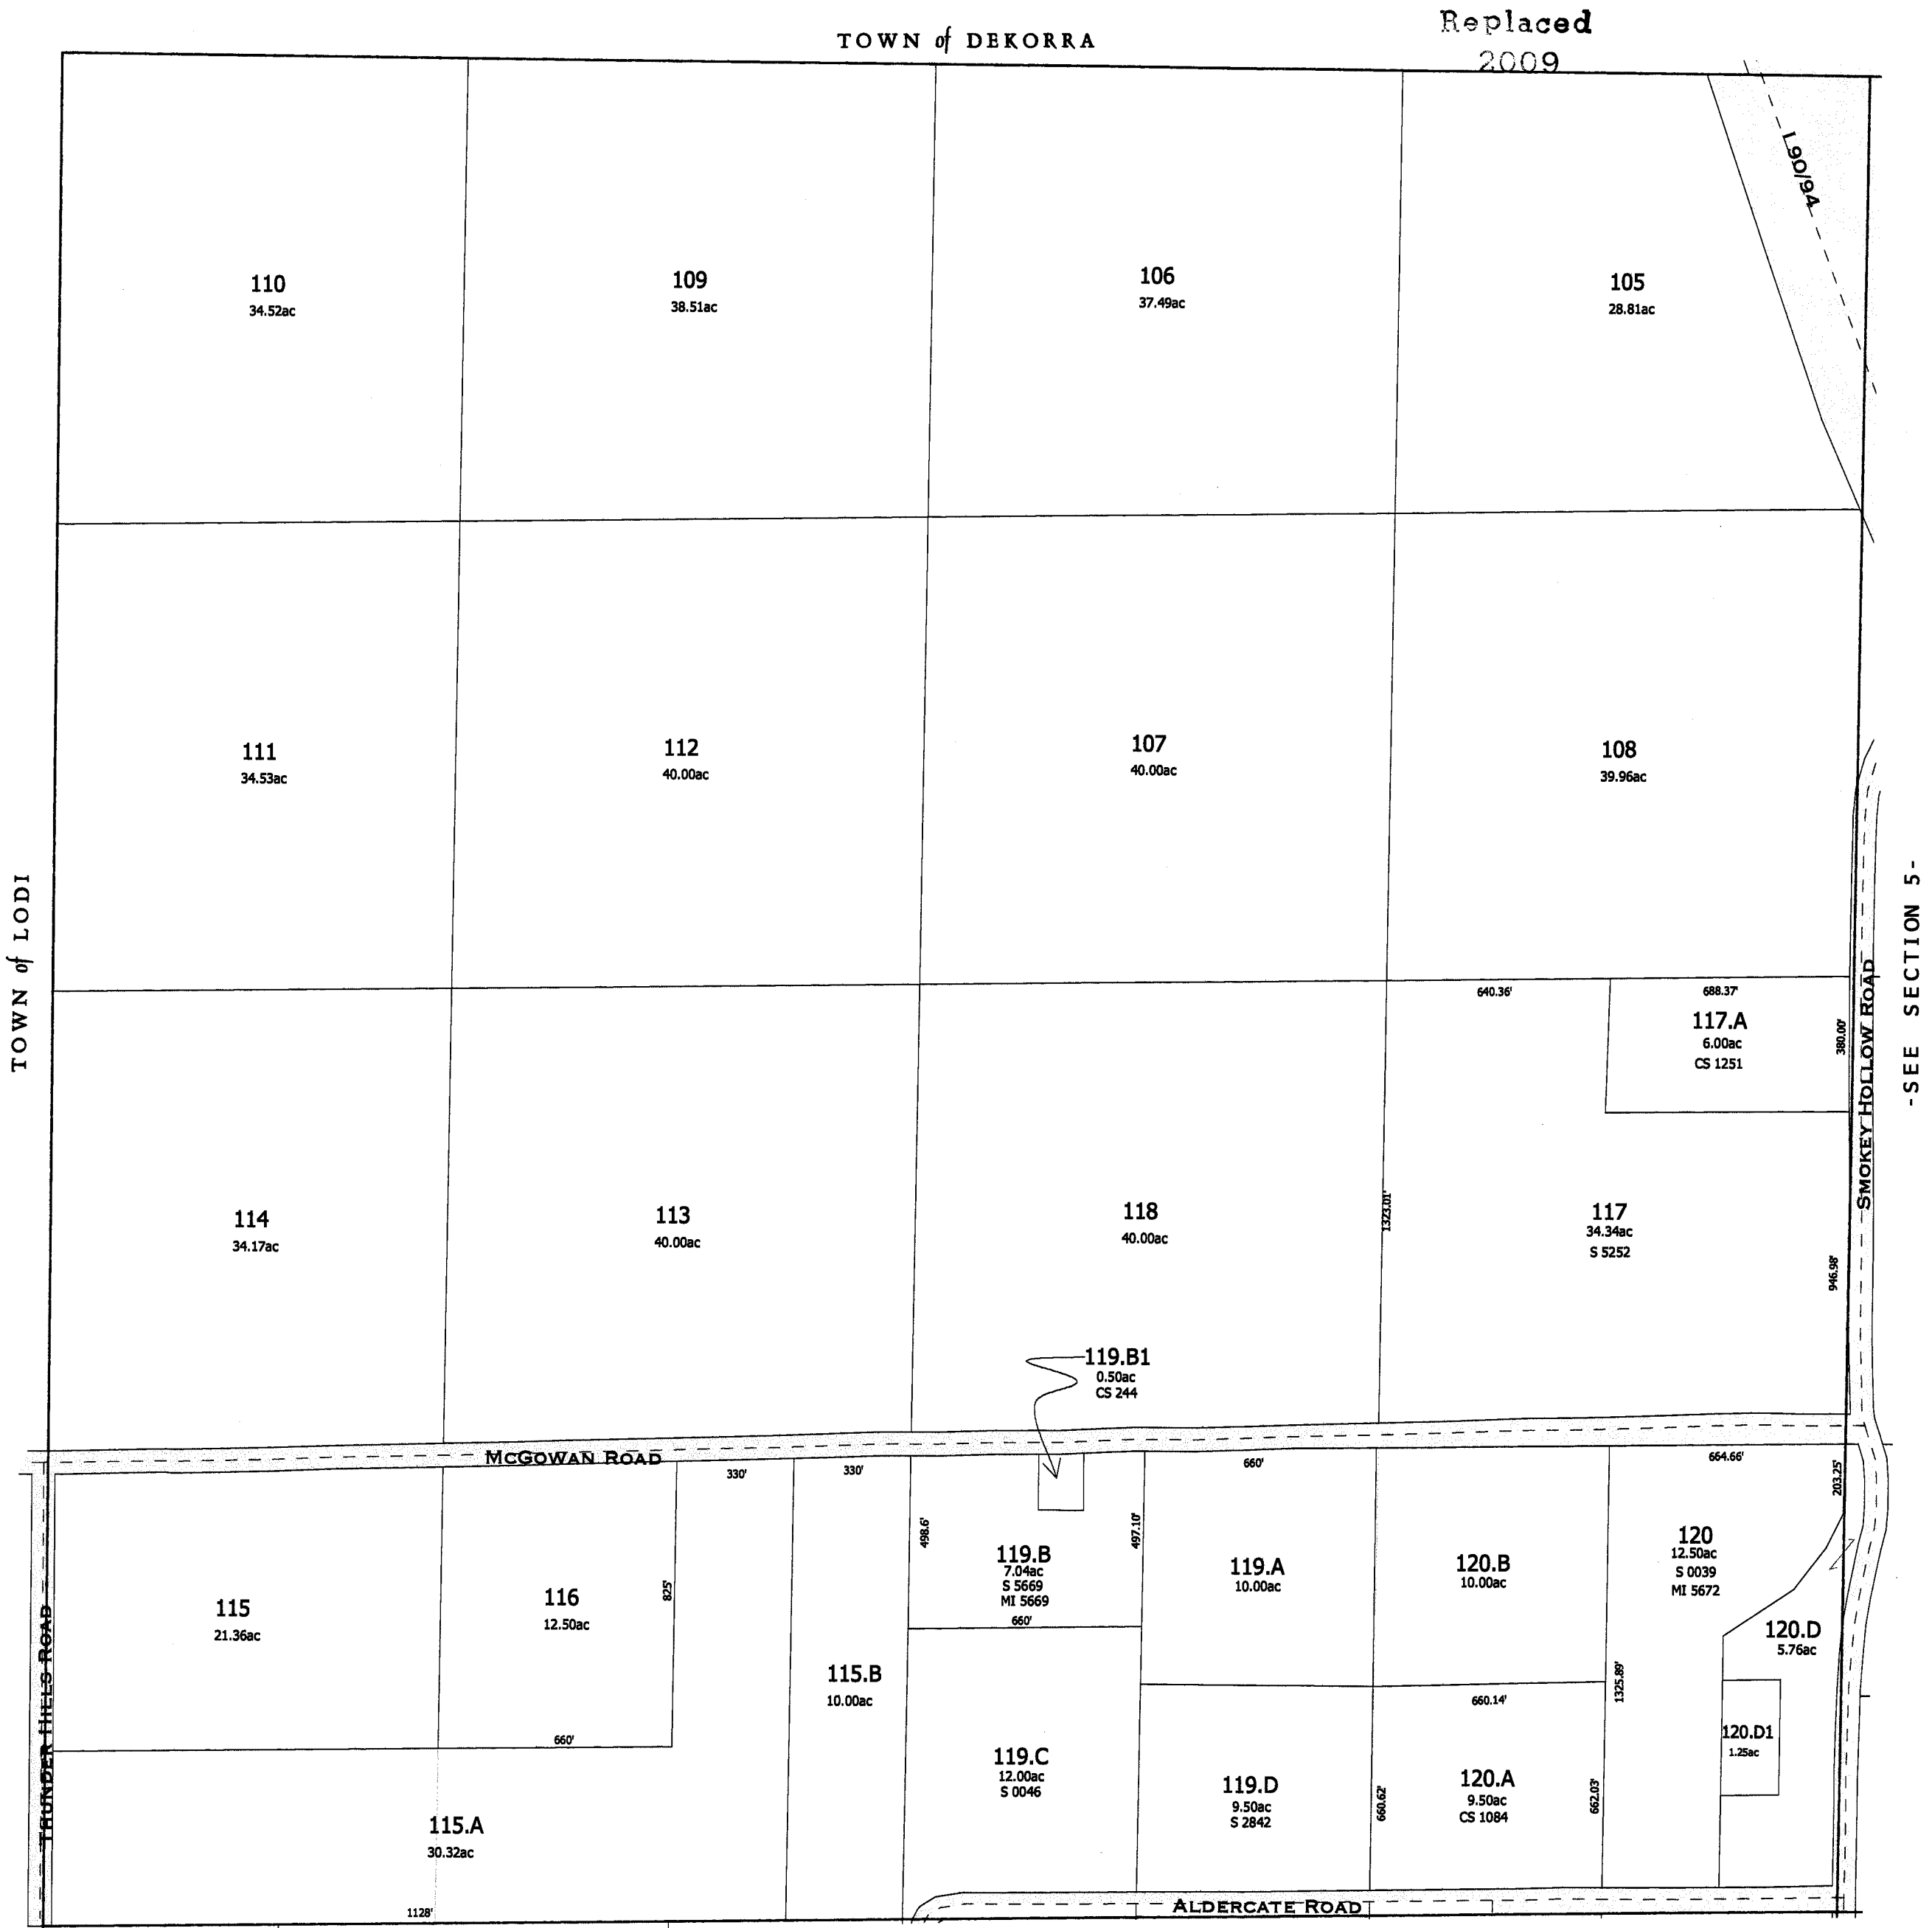 Replaced
2009
TOWN of DEKORRA
I-90/94
110
34.52ac
109
38.51ac
106
37.49ac
105
28.81ac
111
34.53ac
112
40.00ac
107
40.00ac
108
39.96ac
TOWN of LODI
-SEE SECTION 5-
SMOKEY HOLLOW ROAD
640.36'
688.37'
117.A
6.00ac
CS 1251
380.00'
114
34.17ac
113
40.00ac
118
40.00ac
1323.01'
117
34.34ac
S 5252
946.98'
119.B1
0.50ac
CS 244
MCGOWAN ROAD
330'
330'
660'
664.66'
203.25'
THUNDER HILLS ROAD
115
21.36ac
116
12.50ac
825'
660'
115.B
10.00ac
498.6'
119.B
7.04ac
S 5669
MI 5669
660'
497.10'
119.A
10.00ac
120.B
10.00ac
120
12.50ac
S 0039
MI 5672
120.D
5.76ac
1325.89'
660.14'
120.D1
1.25ac
119.C
12.00ac
S 0046
119.D
9.50ac
S 2842
660.62'
120.A
9.50ac
CS 1084
662.03'
115.A
30.32ac
1128'
ALDERCATE ROAD